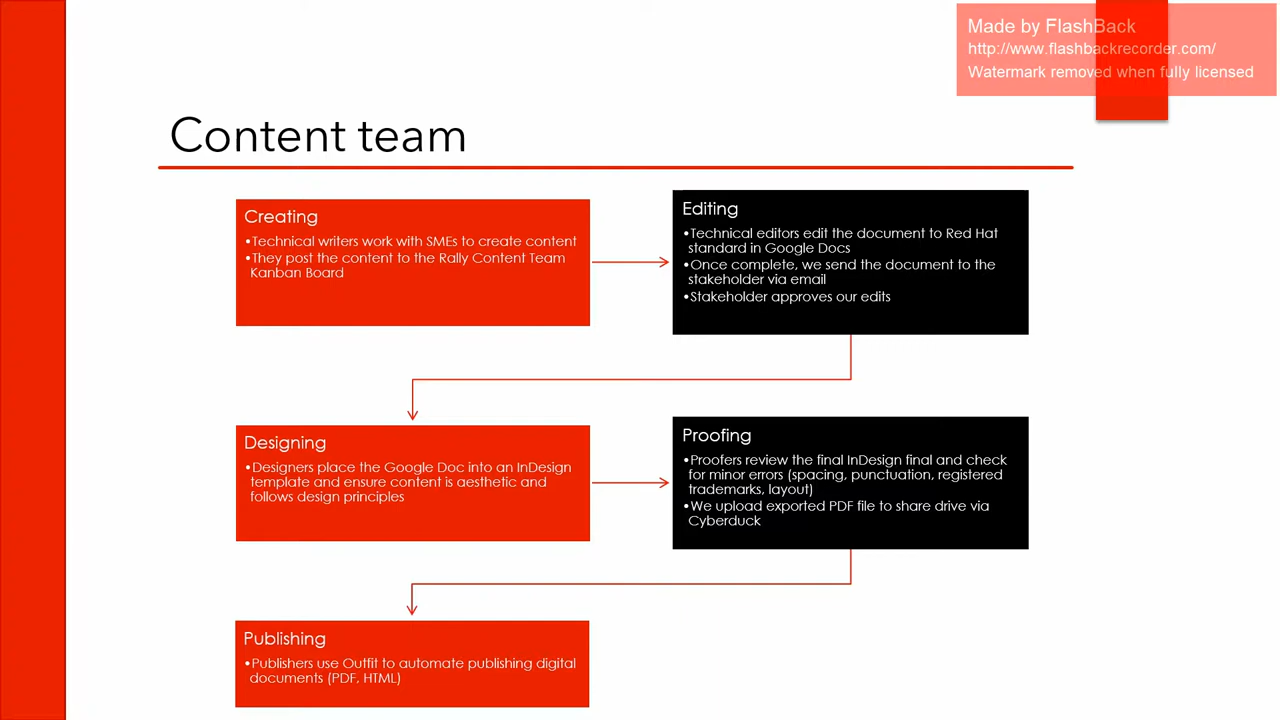 Made by FlashBack
http://www.flashbackrecorder.com/
Watermark removed when fully licensed
Content team
Creating
•Technical writers work with SMEs to create content
•They post the content to the Rally Content Team
Kanban Board
Editing
•Technical editors edit the document to Red Hat
standard in Google Docs
•Once complete, we send the document to the
stakeholder via email
•Stakeholder approves our edits
Designing
•Designers place the Google Doc into an InDesign
template and ensure content is aesthetic and
follows design principles
Proofing
•Proofers review the final InDesign final and check
for minor errors (spacing, punctuation, registered
trademarks, layout)
•We upload exported PDF file to share drive via
Cyberduck
Publishing
•Publishers use Outfit to automate publishing digital
documents (PDF, HTML)